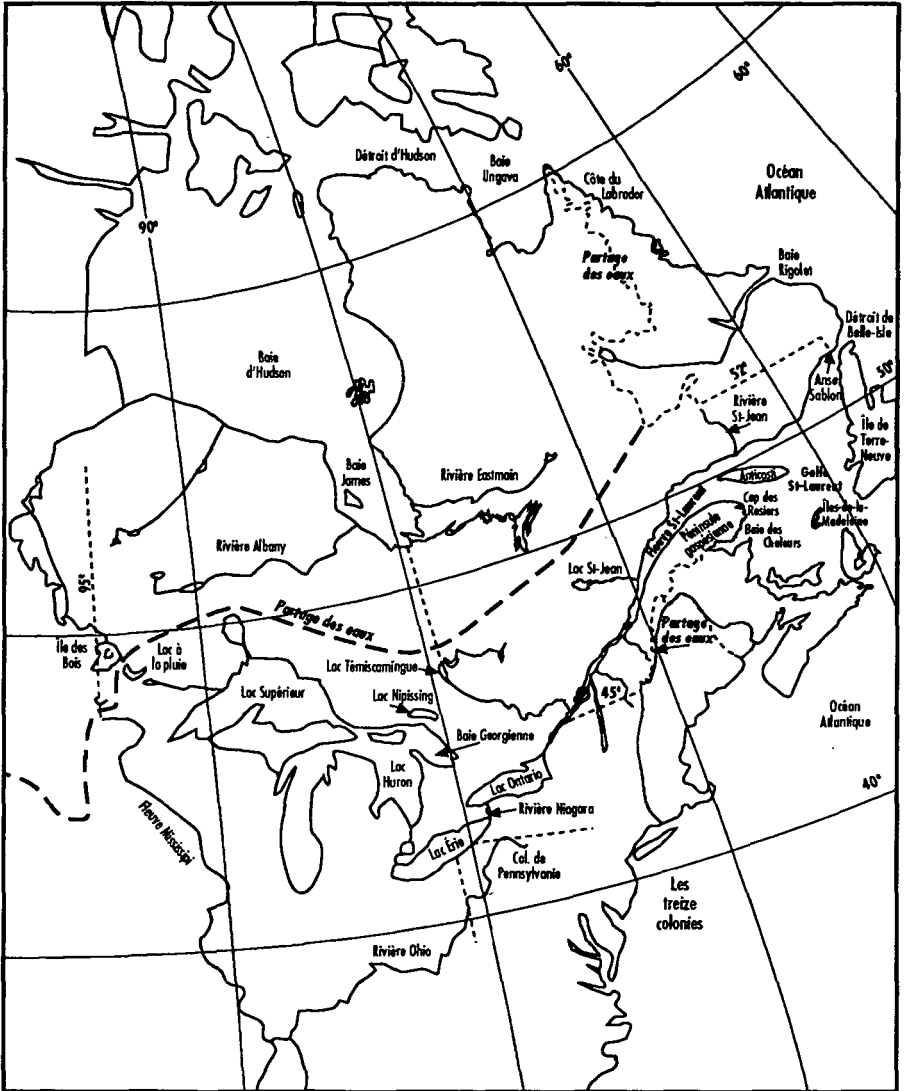 60°
60°
Détroit d'Hudson
Baie
Ungava
Côte du
Labrador
Océan
Atlantique
90°
Partage
des eaux
Baie
Rigolet
Détroit de
Belle-Isle
Baie
d'Hudson
52°
50°
Anse
Sablon
Rivière
St-Jean
Île de
Terre-
Neuve
Baie
James
Rivière Eastmain
Anticosti
Golfe
St-Laurent
Cap des
Rosiers
Îles-de-la-
Madeleine
Fleuve St-Laurent
Péninsule
gaspésienne
Baie des
Chaleurs
Rivière Albany
95°
Lac St-Jean
Partage des eaux
Partage
des eaux
Île des
Bois
Lac à
la pluie
Lac Témiscamingue
Lac Supérieur
Lac Nipissing
45°
Océan
Atlantique
Baie Georgienne
Lac
Huron
Lac Ontario
40°
Rivière Niagara
Fleuve Mississipi
Lac Érie
Col. de
Pennsylvanie
Les
treize
colonies
Rivière Ohio